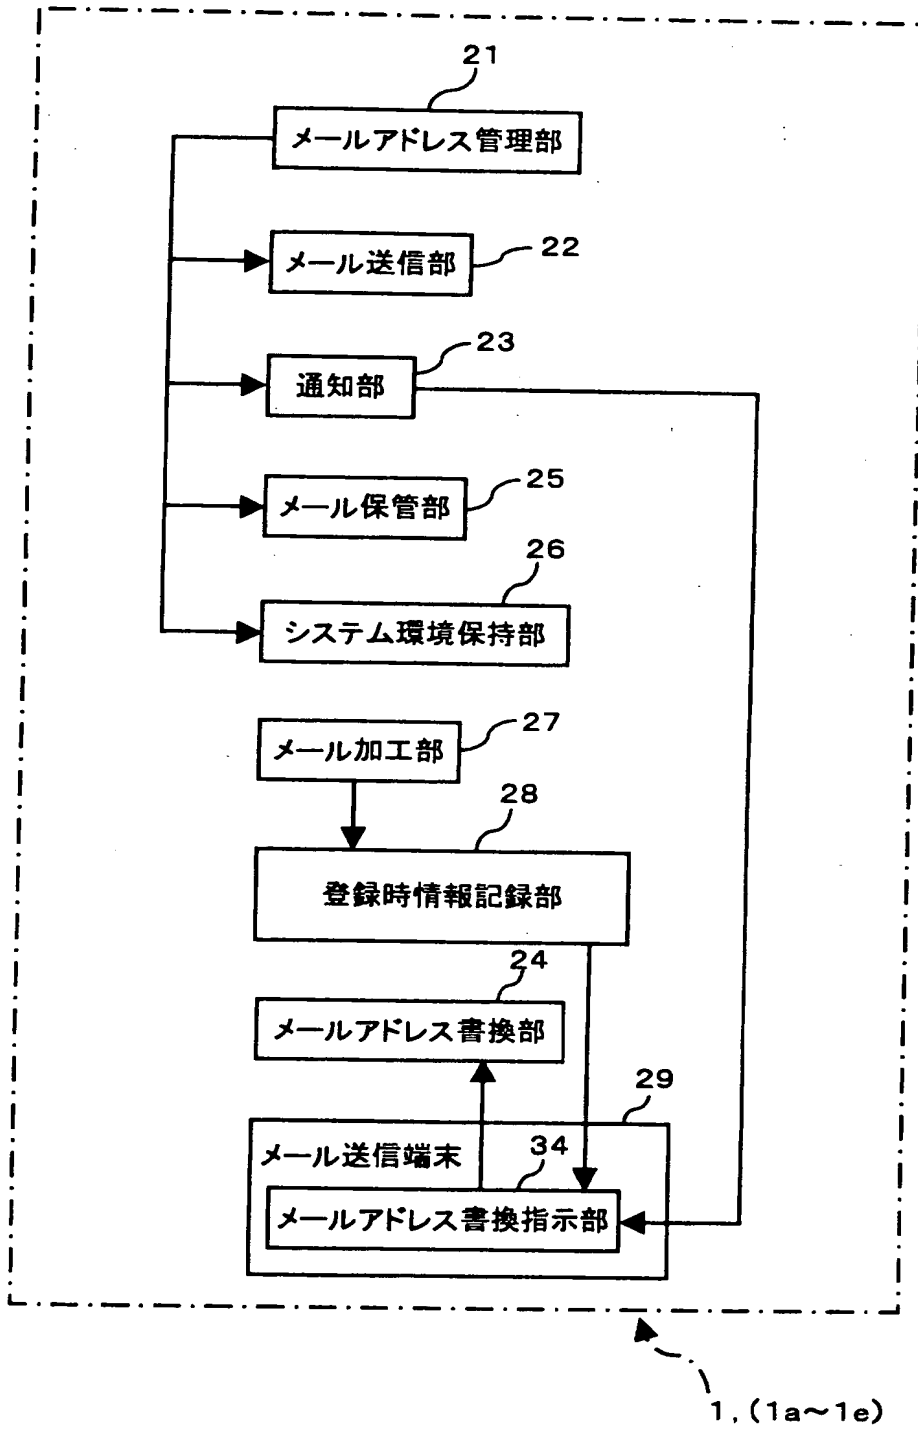 21
メールアドレス管理部
メール送信部
22
23
通知部
25
メール保管部
26
システム環境保持部
メール加工部
27
28
登録時情報記録部
24
メールアドレス書換部
29
メール送信端末
34
メールアドレス書換指示部
1,(1a～1e)